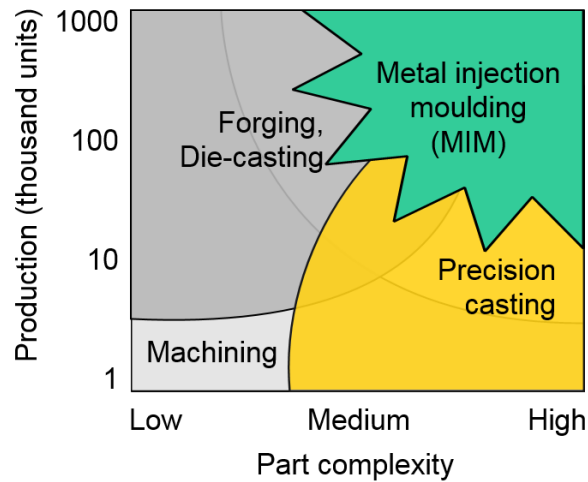 Production (thousand units)
1000
100
10
1
Metal injection
moulding
(MIM)
Forging,
Die-casting
Precision
casting
Machining
Low
Medium
High
Part complexity